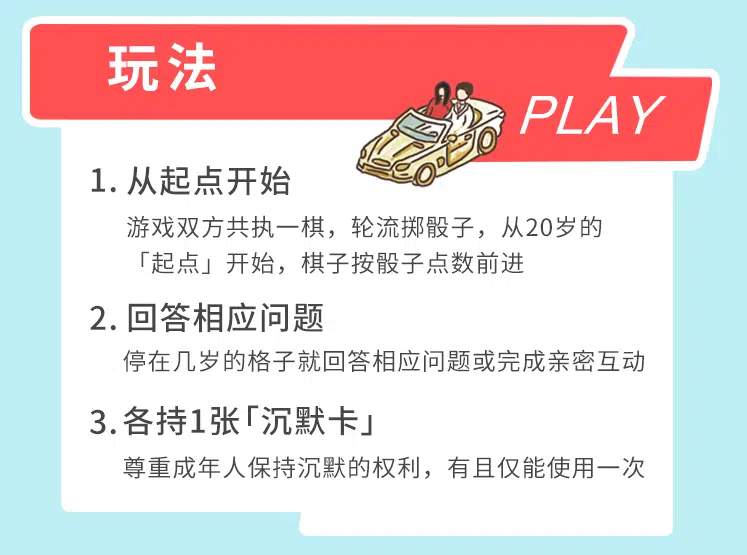 玩法
PLAY
1. 从起点开始
游戏双方共执一棋，轮流掷骰子，从20岁的
「起点」开始，棋子按骰子点数前进
2. 回答相应问题
停在几岁的格子就回答相应问题或完成亲密互动
3. 各持1张「沉默卡」
尊重成年人保持沉默的权利，有且仅能使用一次